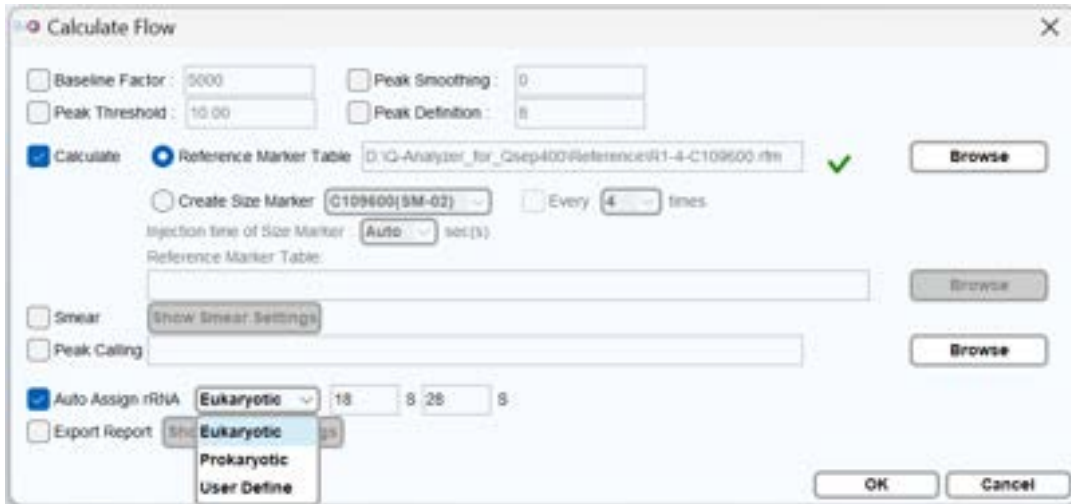 Calculate Flow
Baseline Factor : 5000 Peak Smoothing : 0
Peak Threshold : 10.00 Peak Definition : 8
Calculate Reference Marker Table D:\Q-Analyzer_for_Qsep400\Reference\R1-4-C109600.rfm Browse
Create Size Marker C109600(SM-02) Every 4 times
Injection time of Size Marker : Auto sec(s)
Reference Marker Table:
Browse
Smear Show Smear Settings
Peak Calling Browse
Auto Assign rRNA Eukaryotic 18 S 28 S
Export Report Eukaryotic
Prokaryotic
User Define
OK Cancel